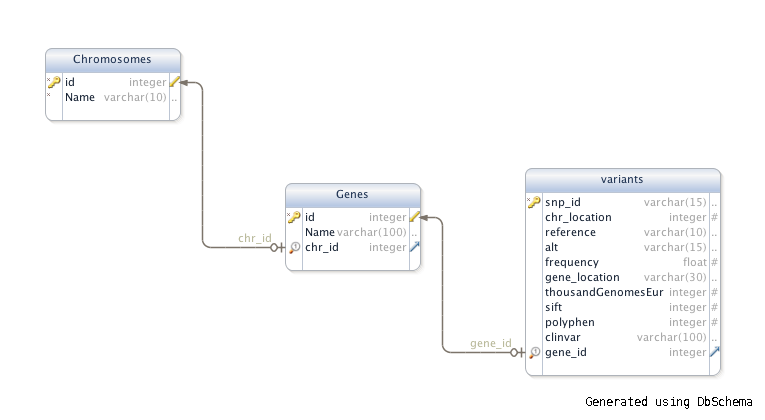 Chromosomes
id integer
Name varchar(10) ..
chr_id
Genes
id integer
Name varchar(100) ..
chr_id integer
gene_id
variants
snp_id varchar(15) ..
chr_location integer #
reference varchar(10) ..
alt varchar(15) ..
frequency float #
gene_location varchar(30) ..
thousandGenomesEur integer #
sift integer #
polyphen integer #
clinvar varchar(100) ..
gene_id integer
Generated using DbSchema